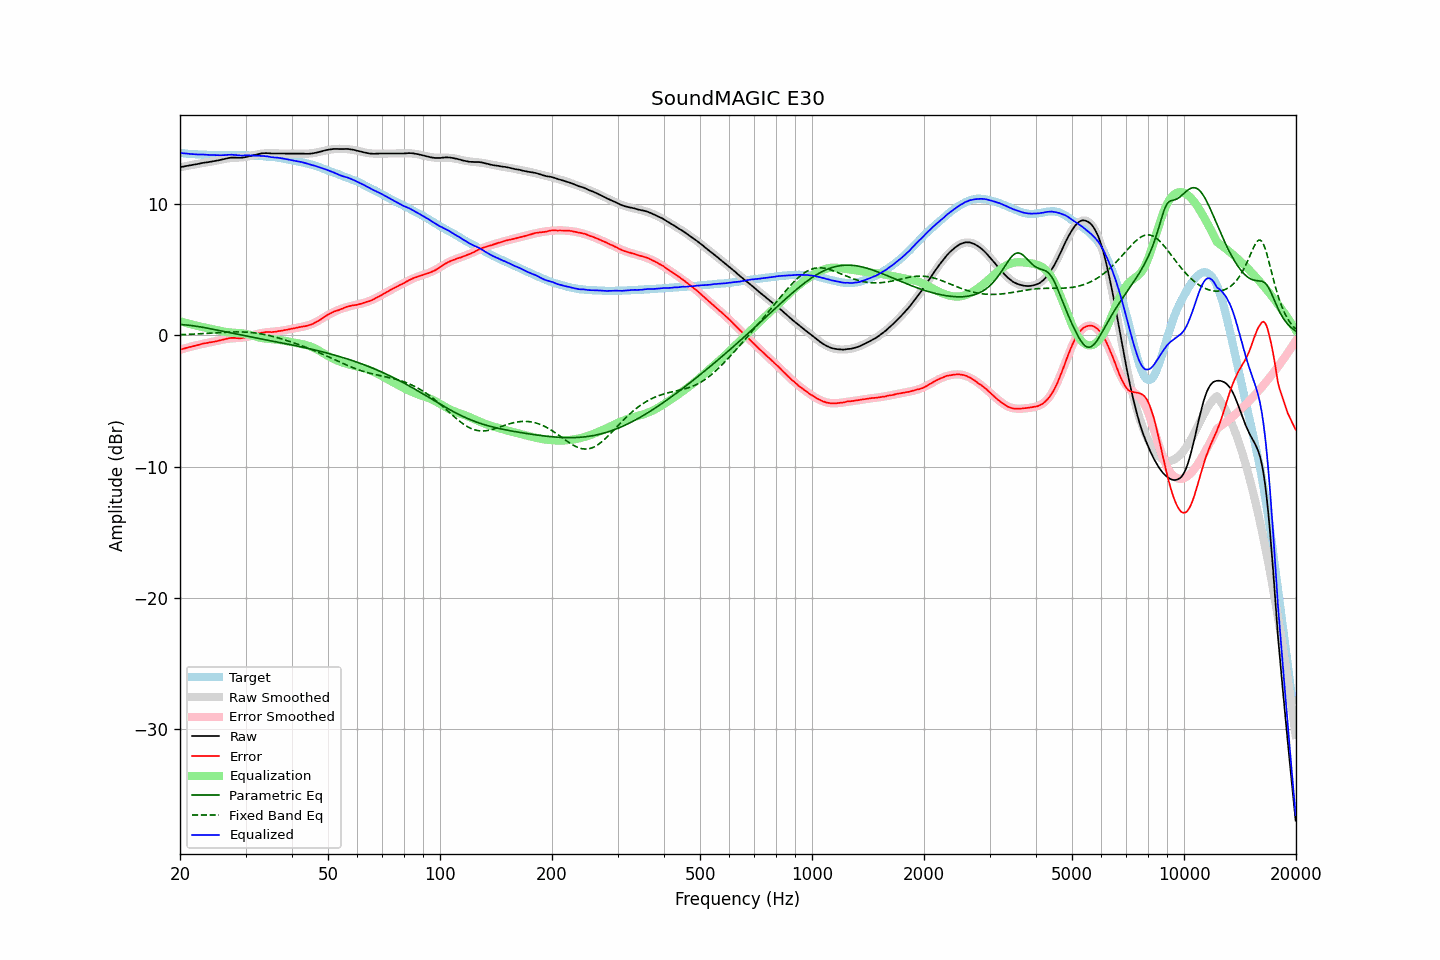 SoundMAGIC E30
Amplitude (dBr)
10
0
−10
−20
−30
Target
Raw Smoothed
Error Smoothed
Raw
Error
Equalization
Parametric Eq
Fixed Band Eq
Equalized
20 50 100 200 500 1000 2000 5000 10000 20000
Frequency (Hz)